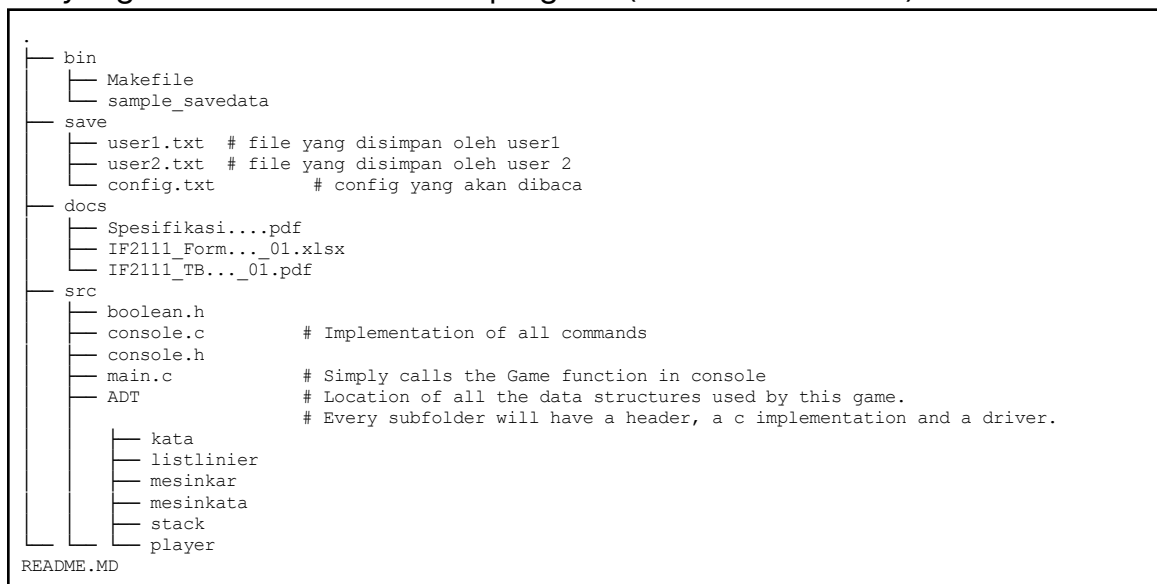 .
├── bin
│   ├── Makefile
│   └── sample_savedata
├── save
│   ├── user1.txt  # file yang disimpan oleh user1
│   ├── user2.txt  # file yang disimpan oleh user 2
│   └── config.txt          # config yang akan dibaca
├── docs
│   ├── Spesifikasi....pdf
│   ├── IF2111_Form..._01.xlsx
│   └── IF2111_TB..._01.pdf
├── src
│   ├── boolean.h
│   ├── console.c          # Implementation of all commands
│   ├── console.h
│   ├── main.c             # Simply calls the Game function in console
│   ├── ADT                # Location of all the data structures used by this game.
│   │                      # Every subfolder will have a header, a c implementation and a driver.
│   │   ├── kata
│   │   ├── listlinier
│   │   ├── mesinkar
│   │   ├── mesinkata
│   │   ├── stack
└── └── └── player
README.MD